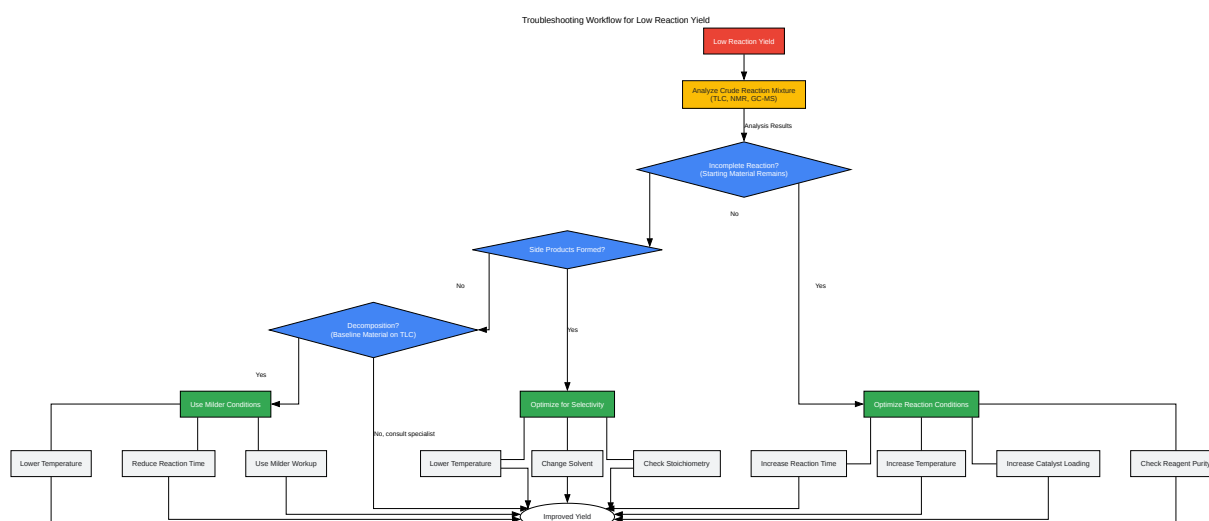 Troubleshooting Workflow for Low Reaction Yield
Low Reaction Yield
Analyze Crude Reaction Mixture
(TLC, NMR, GC-MS)
Analysis Results
Incomplete Reaction?
(Starting Material Remains)
No
Side Products Formed?
No
Yes
Decomposition?
(Baseline Material on TLC)
Yes
Yes
Use Milder Conditions
Optimize for Selectivity
Optimize Reaction Conditions
No, consult specialist
Lower Temperature
Reduce Reaction Time
Use Milder Workup
Lower Temperature
Change Solvent
Check Stoichiometry
Increase Reaction Time
Increase Temperature
Increase Catalyst Loading
Check Reagent Purity
Improved Yield